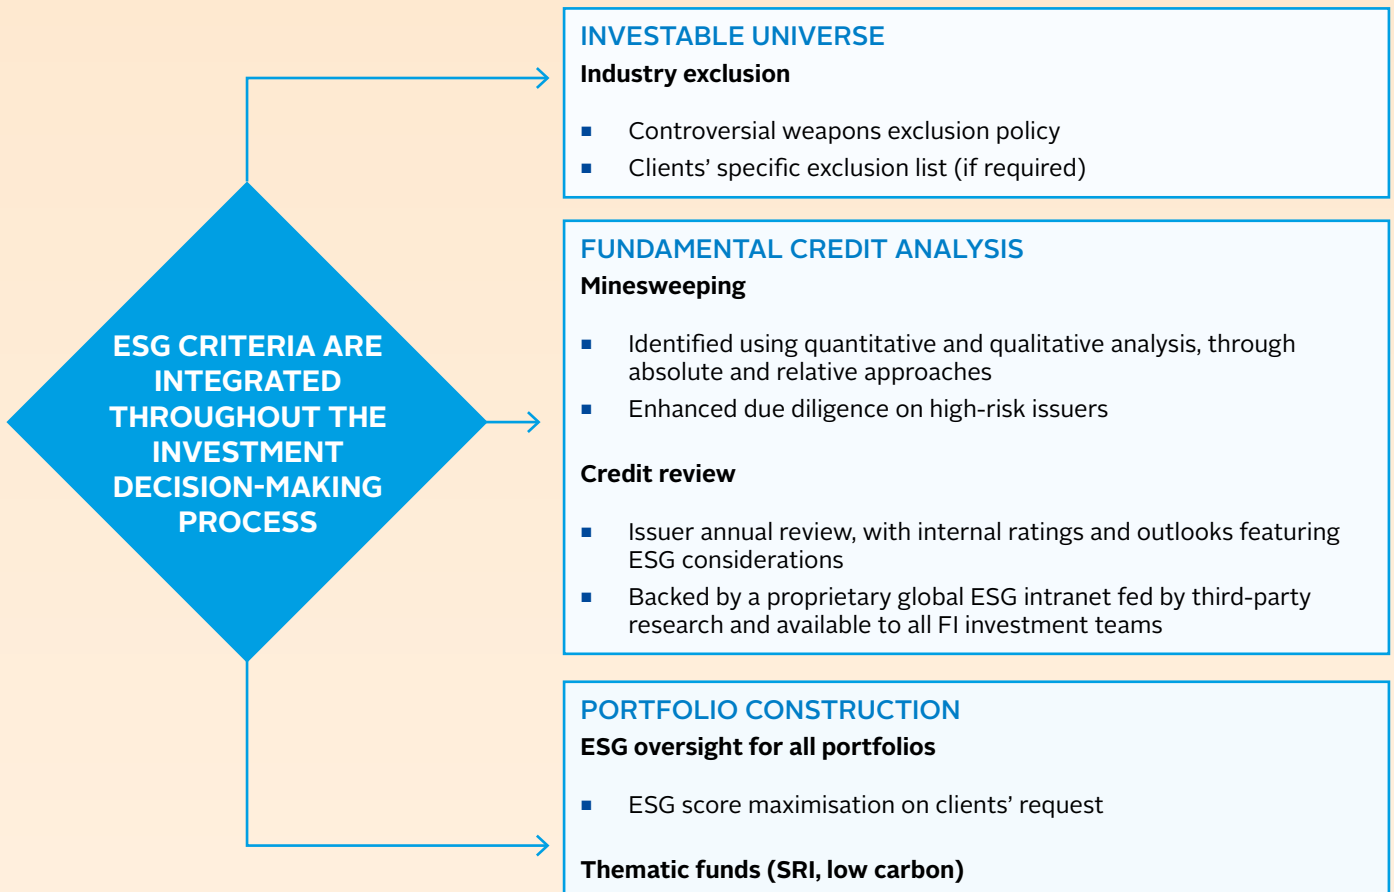 ESG CRITERIA ARE
INTEGRATED
THROUGHOUT THE
INVESTMENT
DECISION-MAKING
PROCESS
INVESTABLE UNIVERSE
Industry exclusion
■ Controversial weapons exclusion policy
■ Clients’ specific exclusion list (if required)
FUNDAMENTAL CREDIT ANALYSIS
Minesweeping
■ Identified using quantitative and qualitative analysis, through
absolute and relative approaches
■ Enhanced due diligence on high-risk issuers
Credit review
■ Issuer annual review, with internal ratings and outlooks featuring
ESG considerations
■ Backed by a proprietary global ESG intranet fed by third-party
research and available to all FI investment teams
PORTFOLIO CONSTRUCTION
ESG oversight for all portfolios
■ ESG score maximisation on clients’ request
Thematic funds (SRI, low carbon)